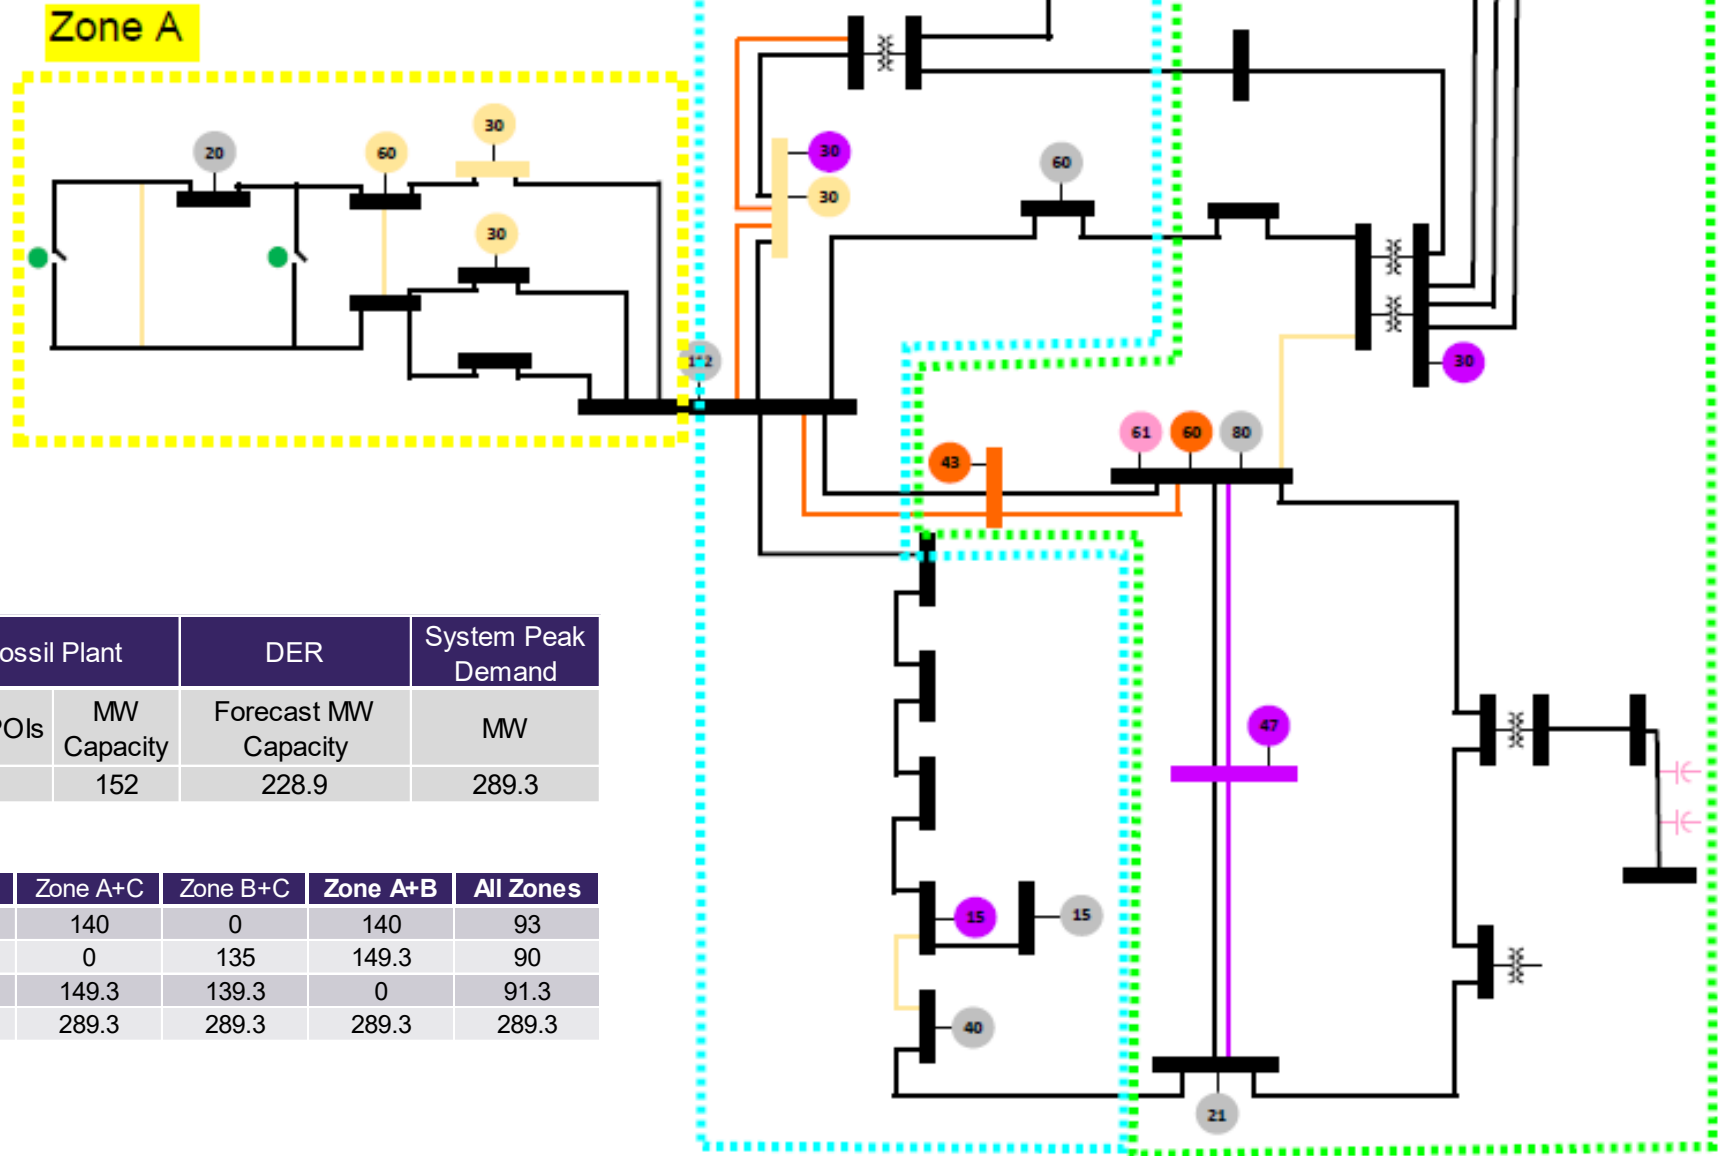 Zone A
30
20
60
30
30
30
60
30
61
60
80
43
47
15
15
40
21
ossil Plant DER System Peak Demand
MW Capacity Forecast MW Capacity MW
152 228.9 289.3
Zone A+C Zone B+C Zone A+B All Zones
140 0 140 93
0 135 149.3 90
149.3 139.3 0 91.3
289.3 289.3 289.3 289.3